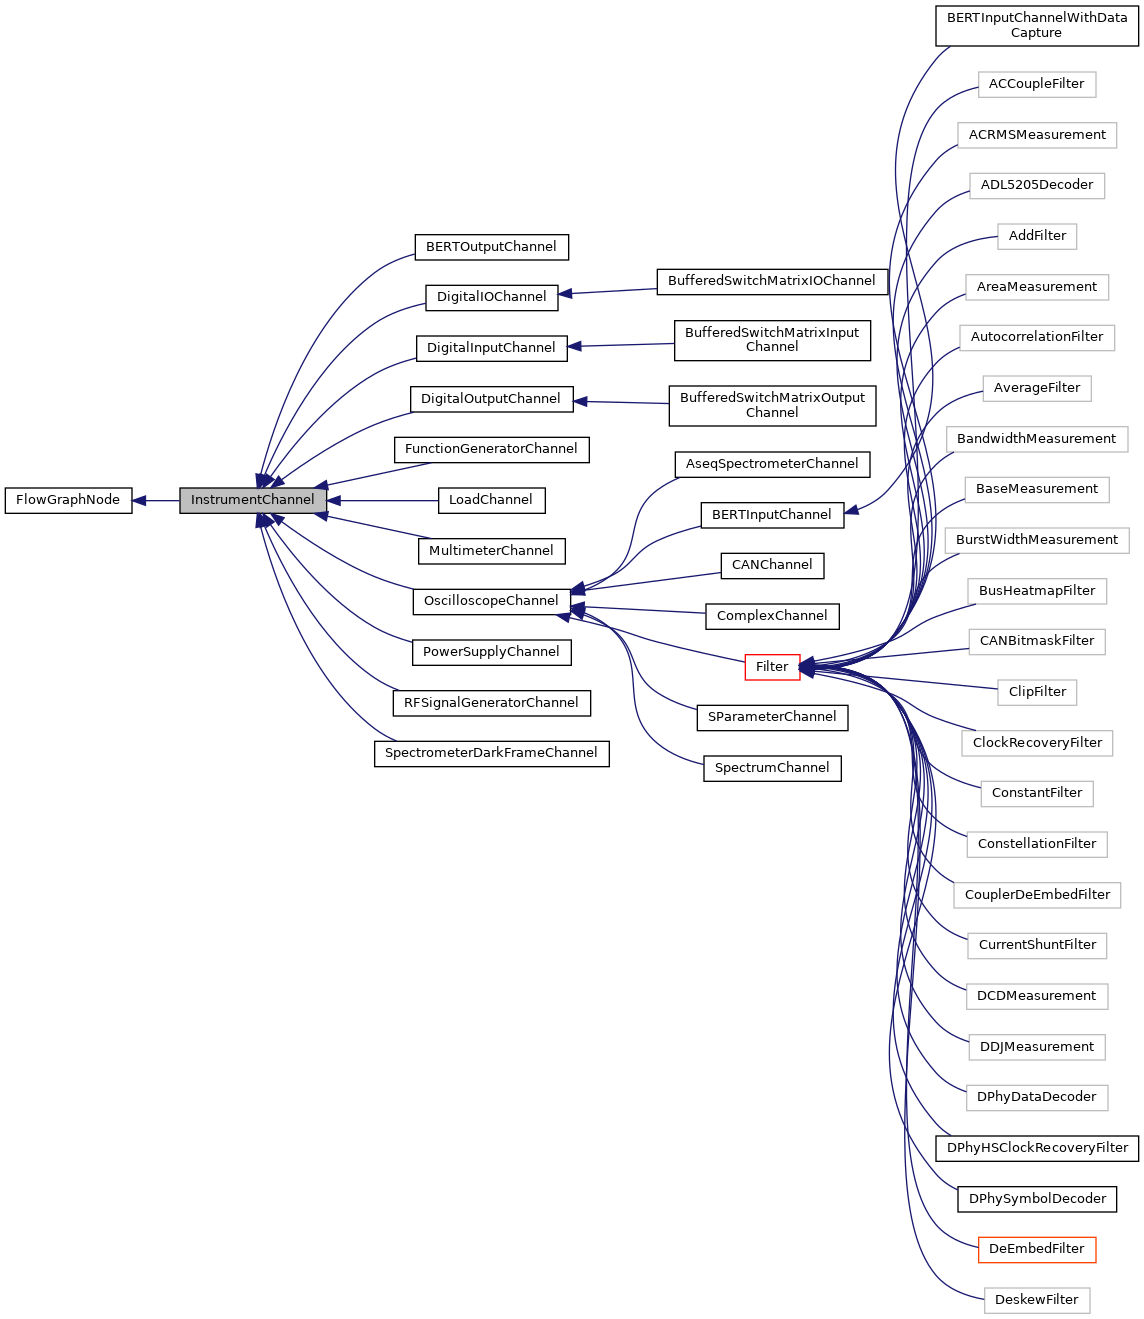 FlowGraphNode
InstrumentChannel
BERTOutputChannel
DigitalIOChannel
DigitalInputChannel
DigitalOutputChannel
FunctionGeneratorChannel
LoadChannel
MultimeterChannel
OscilloscopeChannel
PowerSupplyChannel
RFSignalGeneratorChannel
SpectrometerDarkFrameChannel
BufferedSwitchMatrixIOChannel
BufferedSwitchMatrixInput
Channel
BufferedSwitchMatrixOutput
Channel
AseqSpectrometerChannel
BERTInputChannel
CANChannel
ComplexChannel
Filter
SParameterChannel
SpectrumChannel
BERTInputChannelWithData
Capture
ACCoupleFilter
ACRMSMeasurement
ADL5205Decoder
AddFilter
AreaMeasurement
AutocorrelationFilter
AverageFilter
BandwidthMeasurement
BaseMeasurement
BurstWidthMeasurement
BusHeatmapFilter
CANBitmaskFilter
ClipFilter
ClockRecoveryFilter
ConstantFilter
ConstellationFilter
CouplerDeEmbedFilter
CurrentShuntFilter
DCDMeasurement
DDJMeasurement
DPhyDataDecoder
DPhyHSClockRecoveryFilter
DPhySymbolDecoder
DeEmbedFilter
DeskewFilter